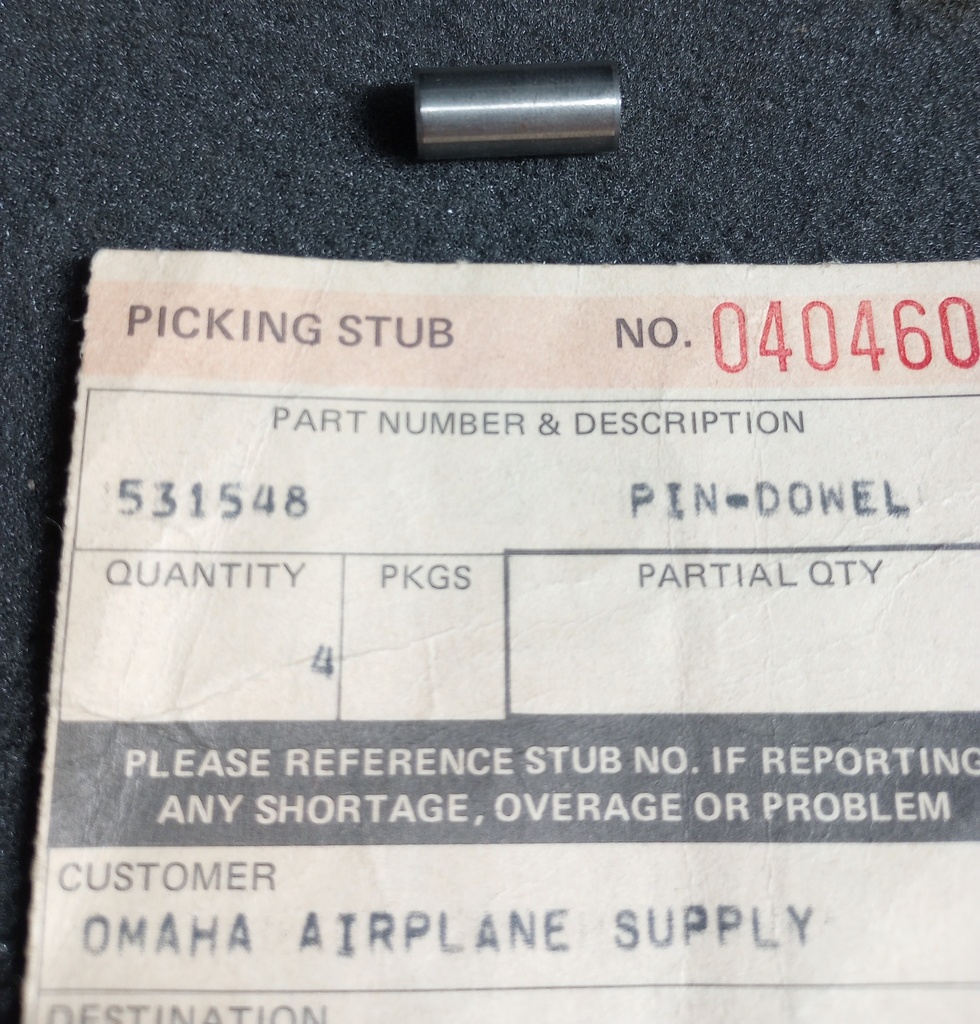 PICKING STUB NO. 040460
PART NUMBER & DESCRIPTION
531548 PIN-DOWEL
QUANTITY PKGS PARTIAL QTY
4
PLEASE REFERENCE STUB NO. IF REPORTING
ANY SHORTAGE, OVERAGE OR PROBLEM
CUSTOMER
OMAHA AIRPLANE SUPPLY
DESTINATION